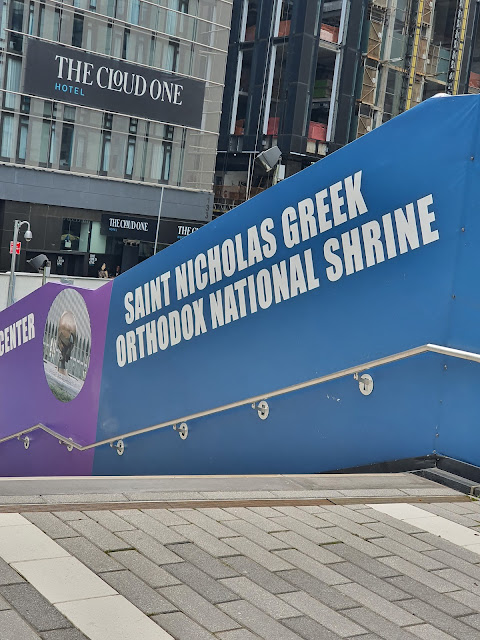 THE CLOUD ONE
HOTEL
THE CLOUD ONE
SAINT NICHOLAS GREEK
ORTHODOX NATIONAL SHRINE
CENTER